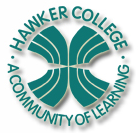 HAWKER COLLEGE
· A COMMUNITY OF LEARNING ·